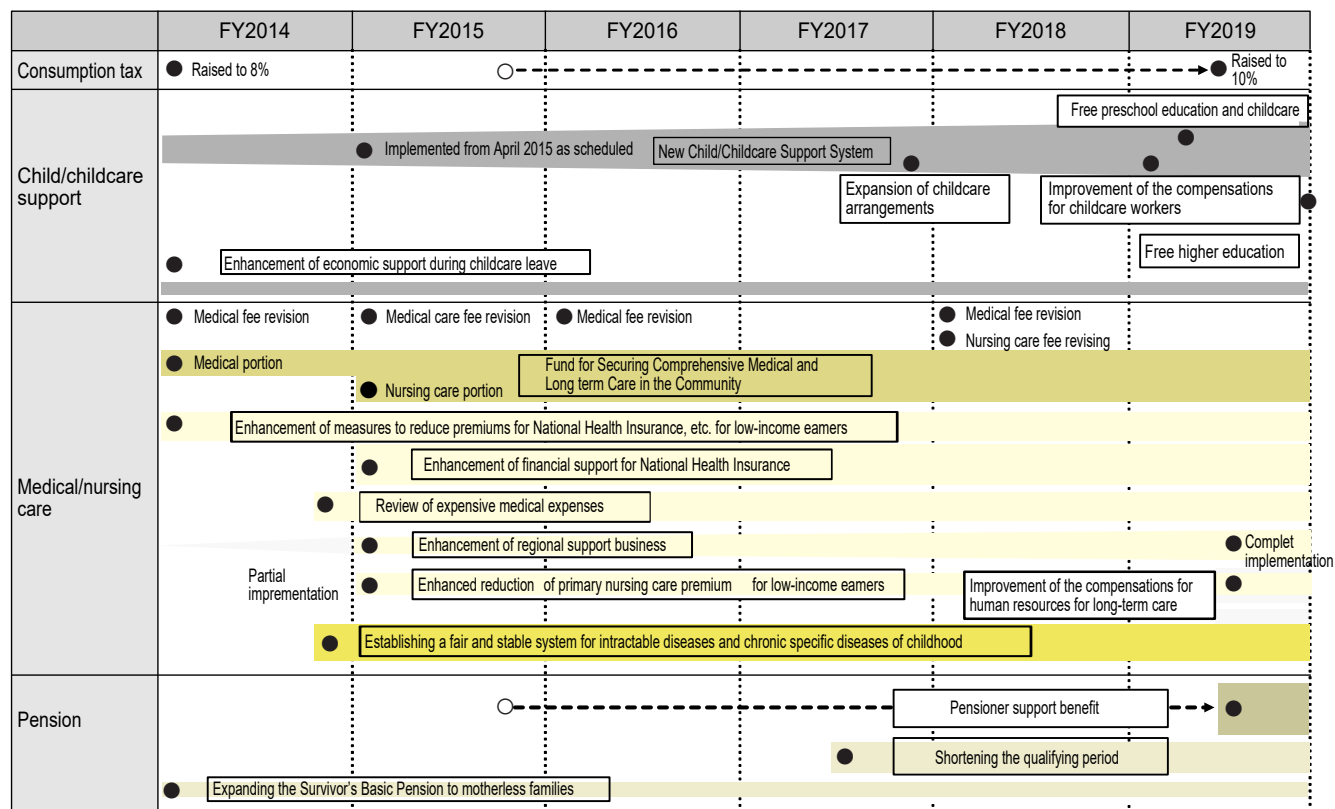 FY2014 FY2015 FY2016 FY2017 FY2018 FY2019
Consumption tax
Raised to 8%
Raised to
10%
Child/childcare
support
Free preschool education and childcare
Implemented from April 2015 as scheduled
New Child/Childcare Support System
Expansion of childcare
arrangements
Improvement of the compensations
for childcare workers
Enhancement of economic support during childcare leave
Free higher education
Medical/nursing
care
Medical fee revision
Medical care fee revision
Medical fee revision
Medical fee revision
Nursing care fee revising
Medical portion
Nursing care portion
Fund for Securing Comprehensive Medical and
Long term Care in the Community
Enhancement of measures to reduce premiums for National Health Insurance, etc. for low-income eamers
Enhancement of financial support for National Health Insurance
Review of expensive medical expenses
Enhancement of regional support business
Complet
implementation
Partial
imprementation
Enhanced reduction of primary nursing care premium for low-income eamers
Improvement of the compensations for
human resources for long-term care
Establishing a fair and stable system for intractable diseases and chronic specific diseases of childhood
Pension
Pensioner support benefit
Shortening the qualifying period
Expanding the Survivor's Basic Pension to motherless families